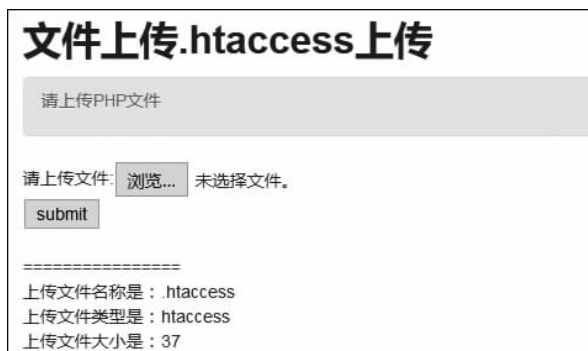 文件上传.htaccess上传
请上传PHP文件
请上传文件: 浏览... 未选择文件。
submit
================
上传文件名称是：.htaccess
上传文件类型是：htaccess
上传文件大小是：37